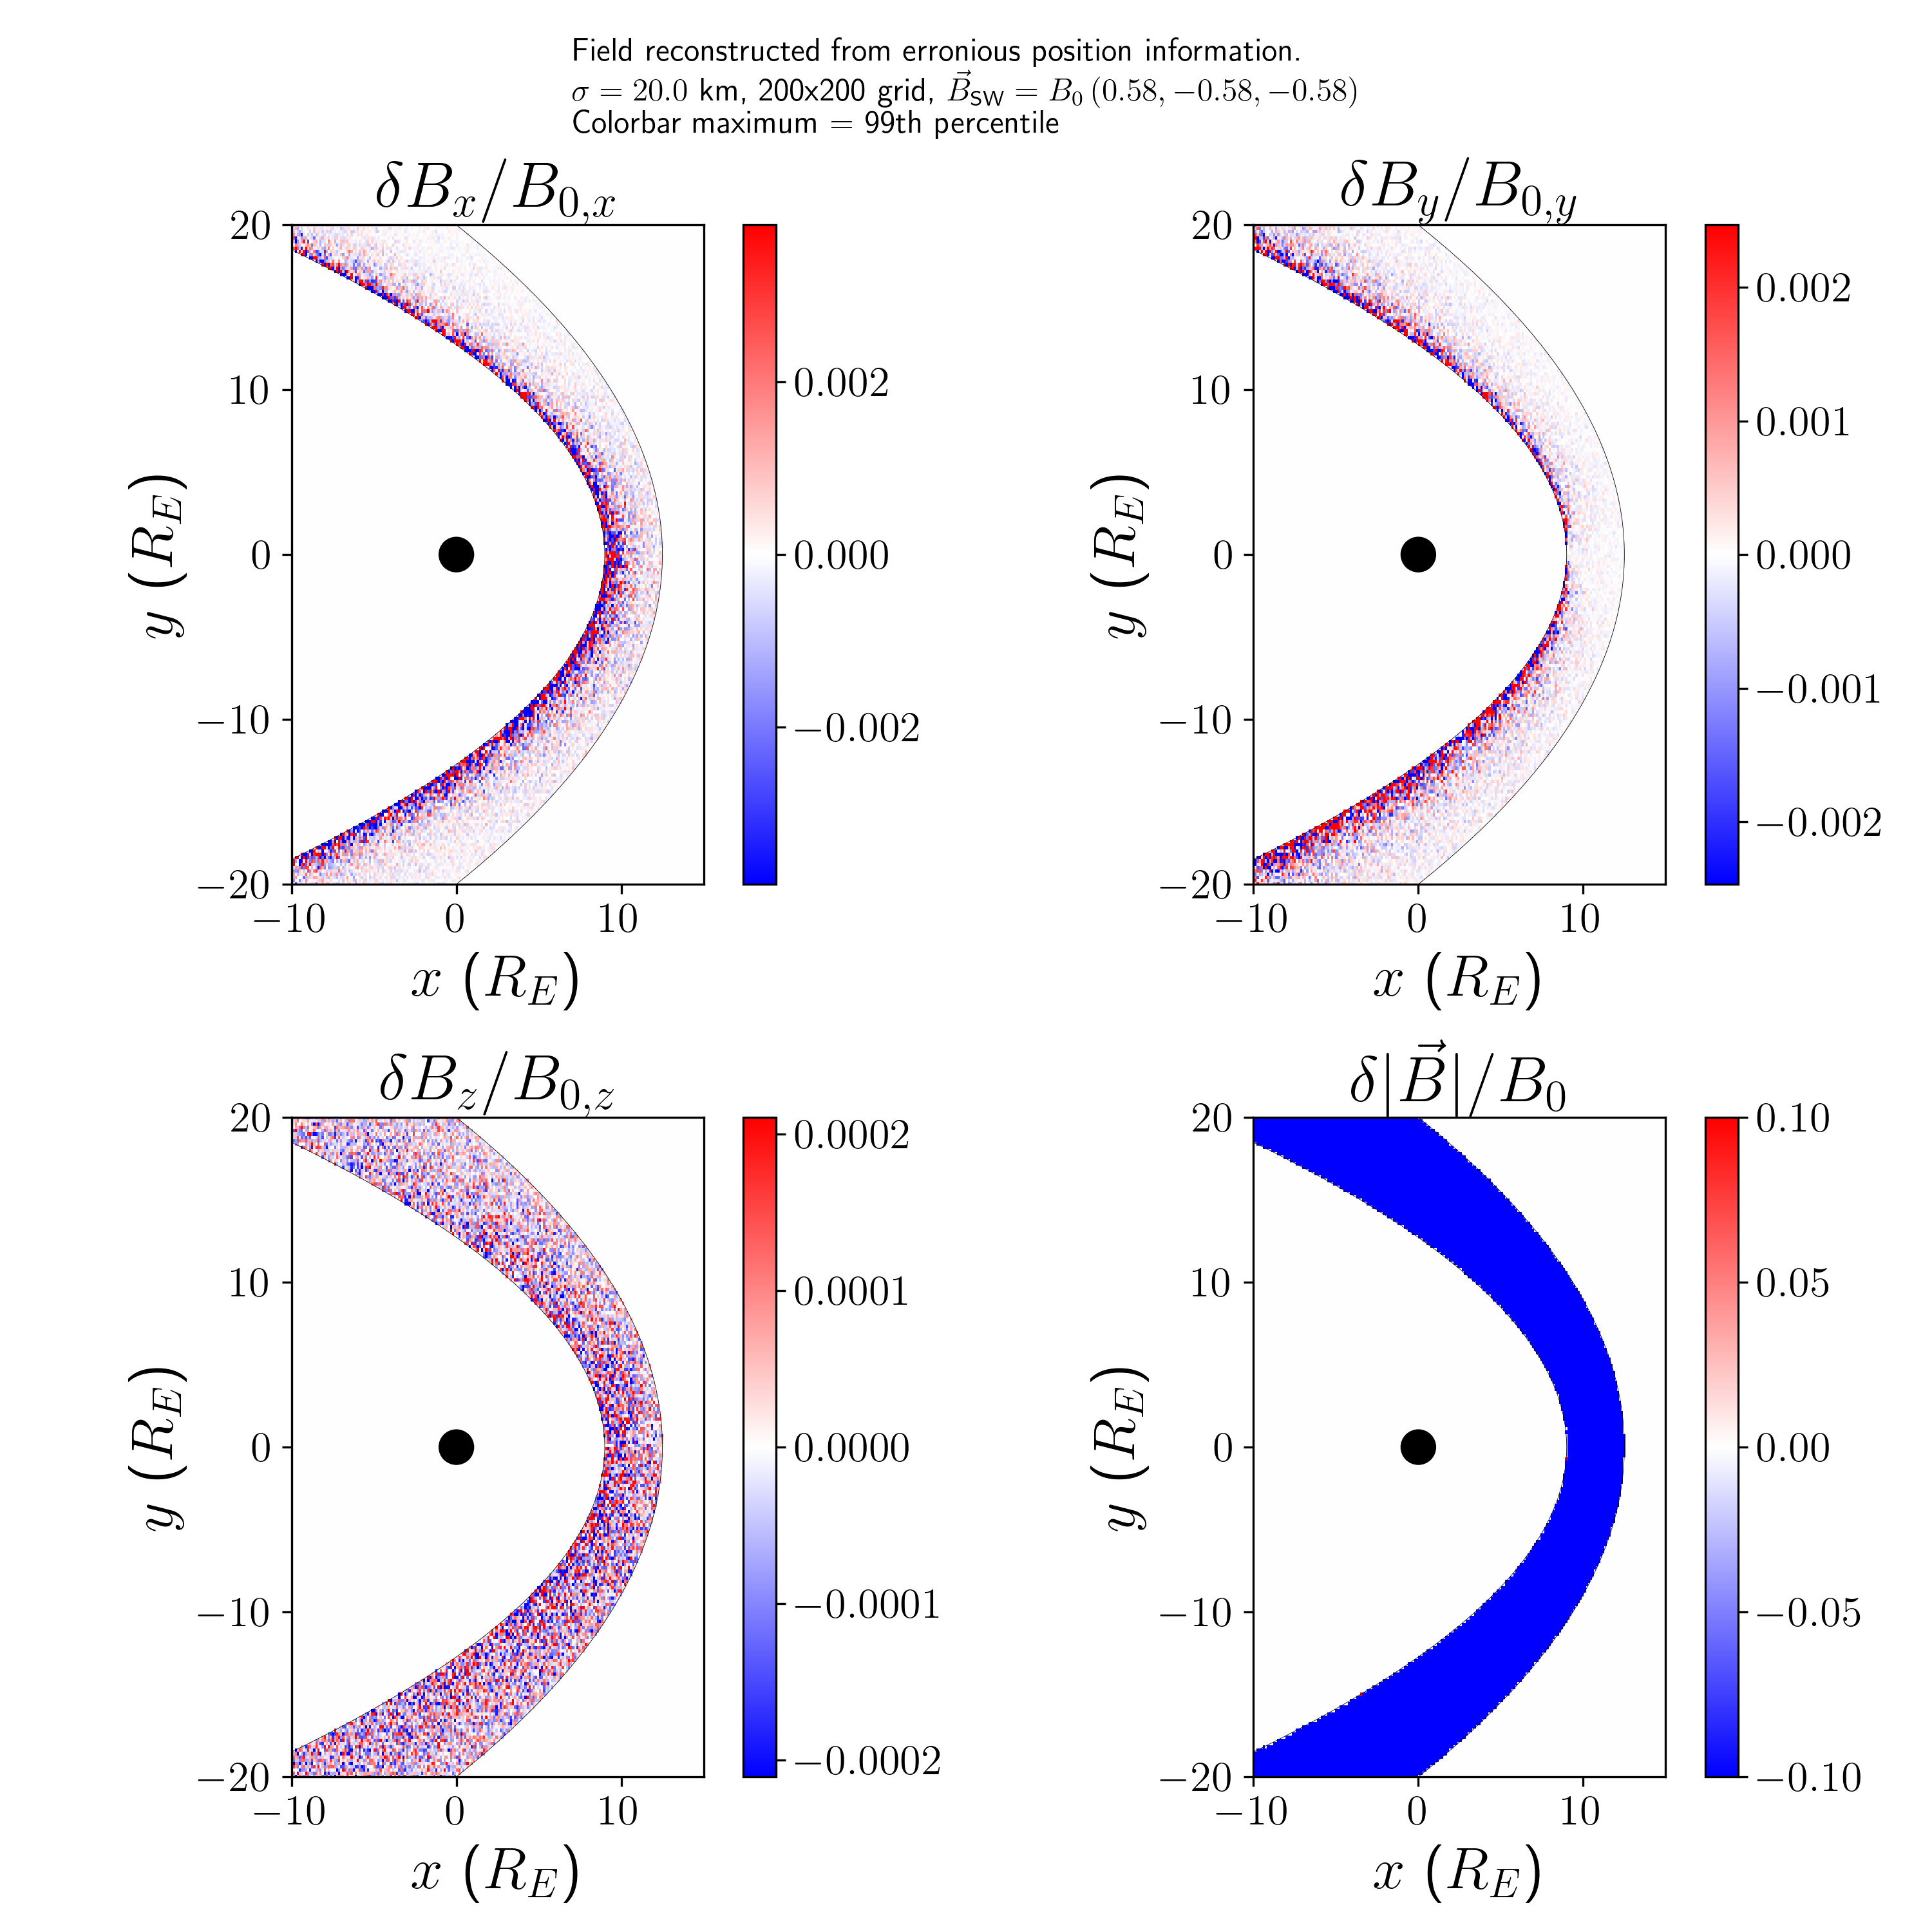 Field reconstructed from erronious position information.
σ = 20.0 km, 200x200 grid, B⃗_SW = B_0 (0.58, −0.58, −0.58)
Colorbar maximum = 99th percentile
δB_x/B_{0,x}
20
10
0
−10
−20
y (R_E)
−10 0 10
x (R_E)
0.002
0.000
−0.002
δB_y/B_{0,y}
20
10
0
−10
−20
y (R_E)
−10 0 10
x (R_E)
0.002
0.001
0.000
−0.001
−0.002
δB_z/B_{0,z}
20
10
0
−10
−20
y (R_E)
−10 0 10
x (R_E)
0.0002
0.0001
0.0000
−0.0001
−0.0002
δ|B⃗|/B_0
20
10
0
−10
−20
y (R_E)
−10 0 10
x (R_E)
0.10
0.05
0.00
−0.05
−0.10